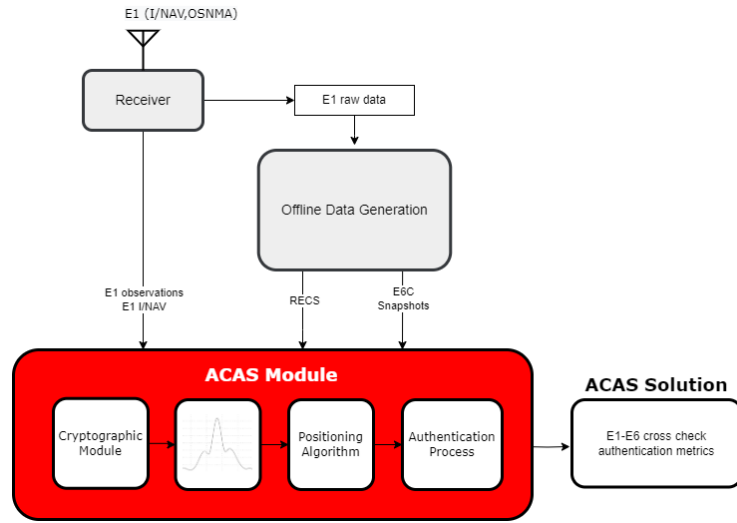 E1 (I/NAV,OSNMA)
Receiver
E1 raw data
Offline Data Generation
E1 observations
E1 I/NAV
RECS
E6C
Snapshots
ACAS Module
Cryptographic
Module
Positioning
Algorithm
Authentication
Process
ACAS Solution
E1-E6 cross check
authentication metrics